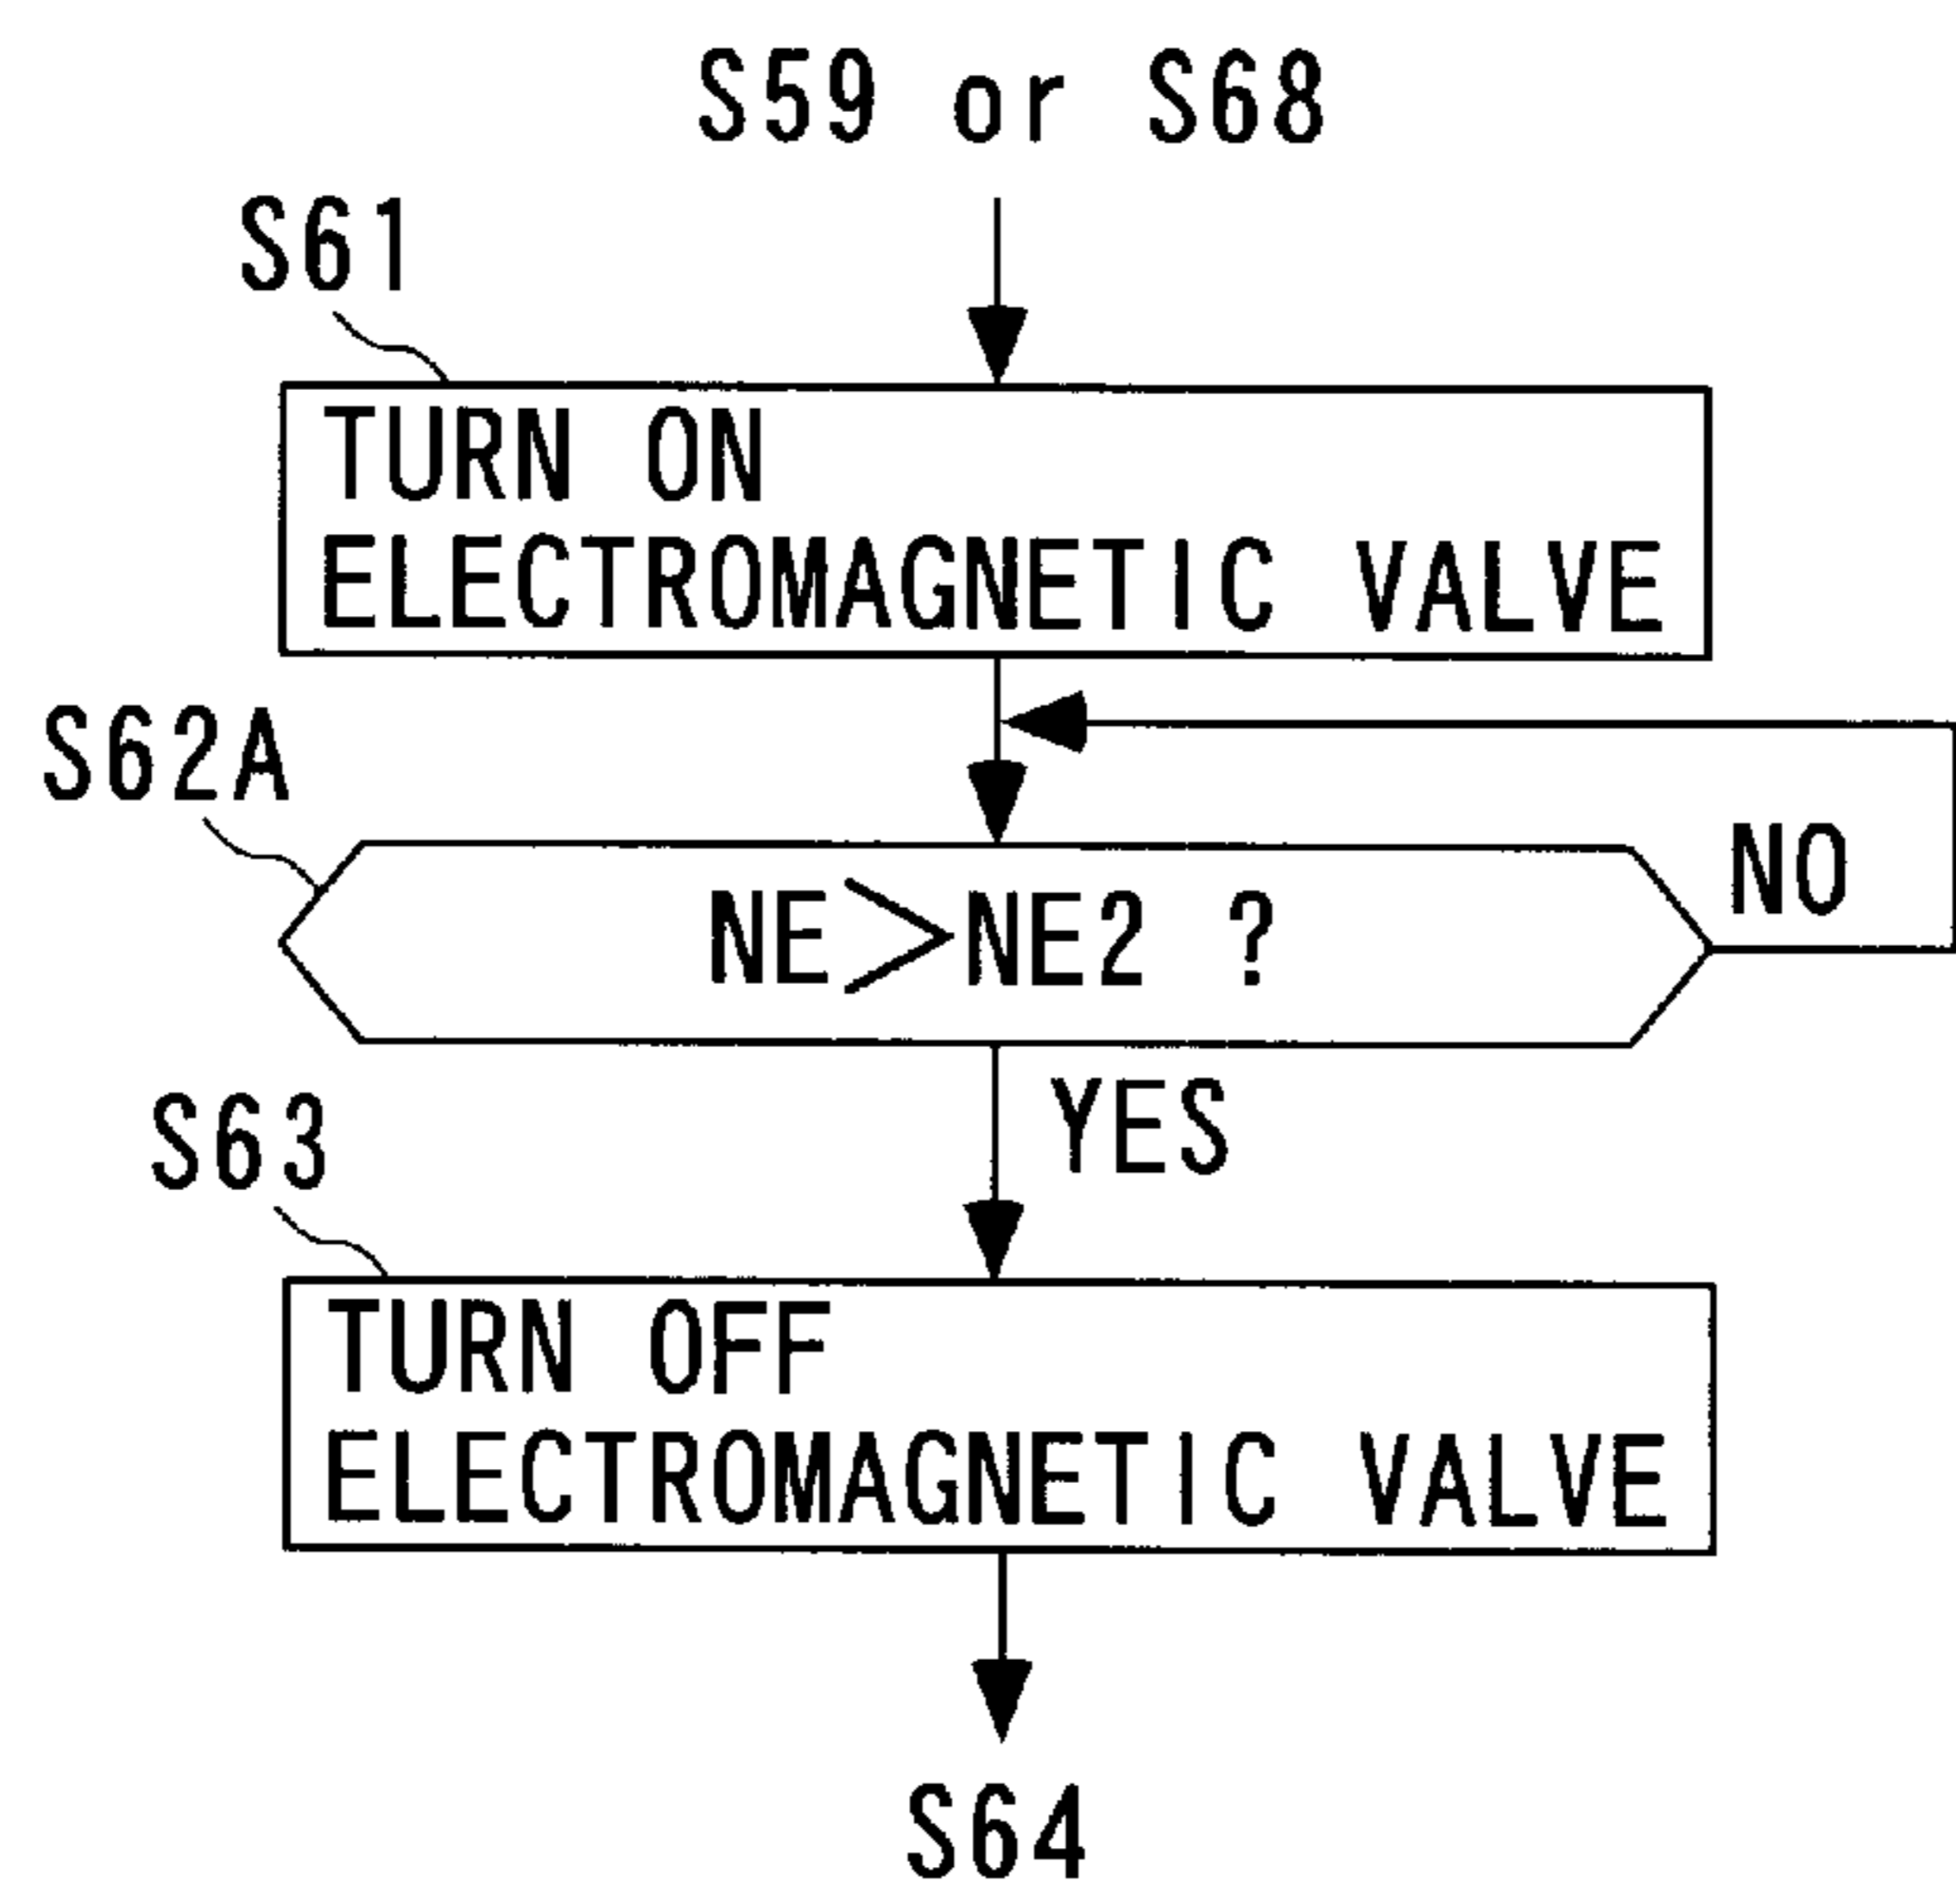 S59 or S68
S61
TURN ON
ELECTROMAGNETIC VALVE
S62A
NE>NE2 ?
NO
YES
S63
TURN OFF
ELECTROMAGNETIC VALVE
S64